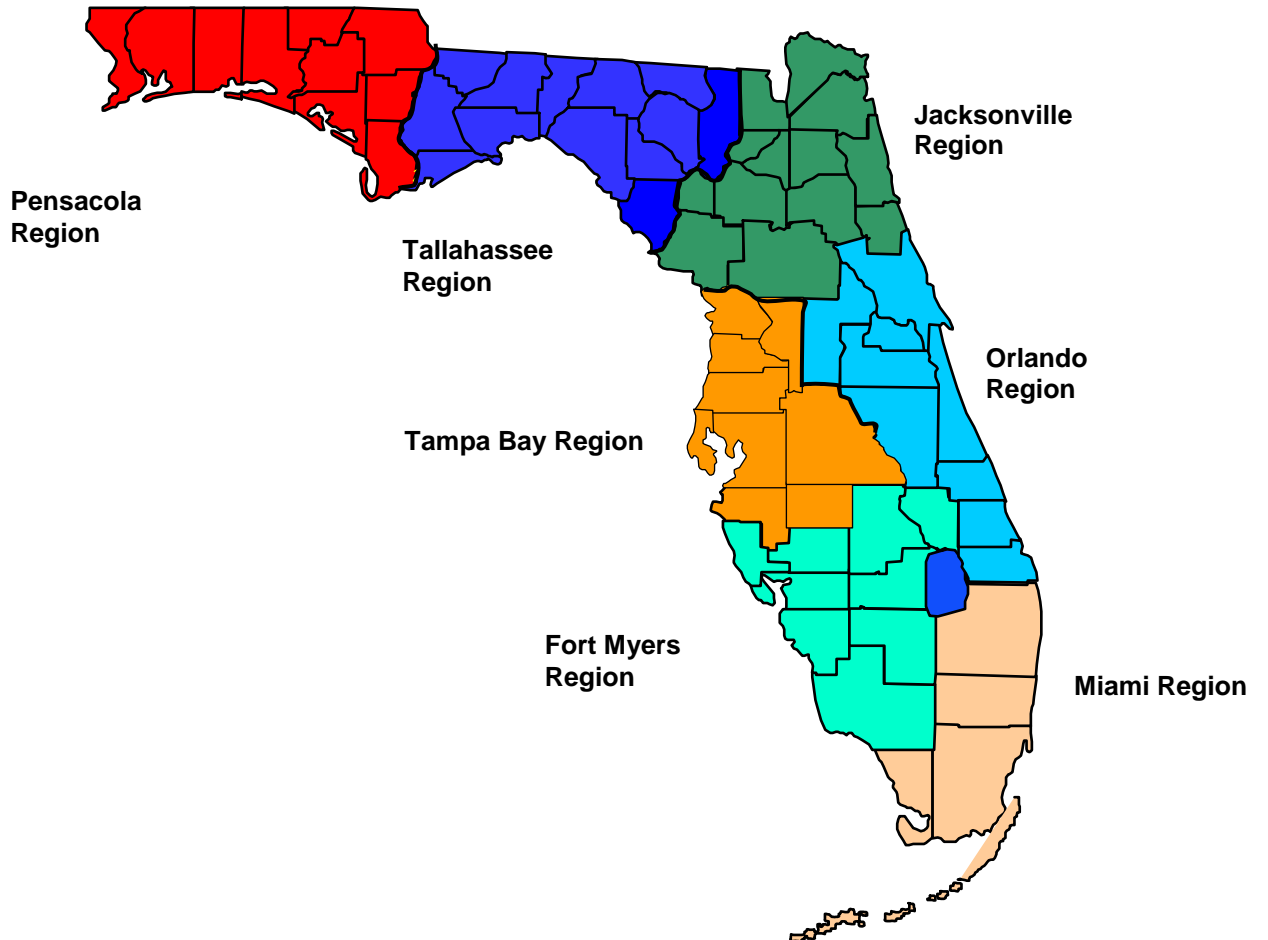 Jacksonville
Region
Pensacola
Region
Tallahassee
Region
Orlando
Region
Tampa Bay Region
Fort Myers
Region
Miami Region